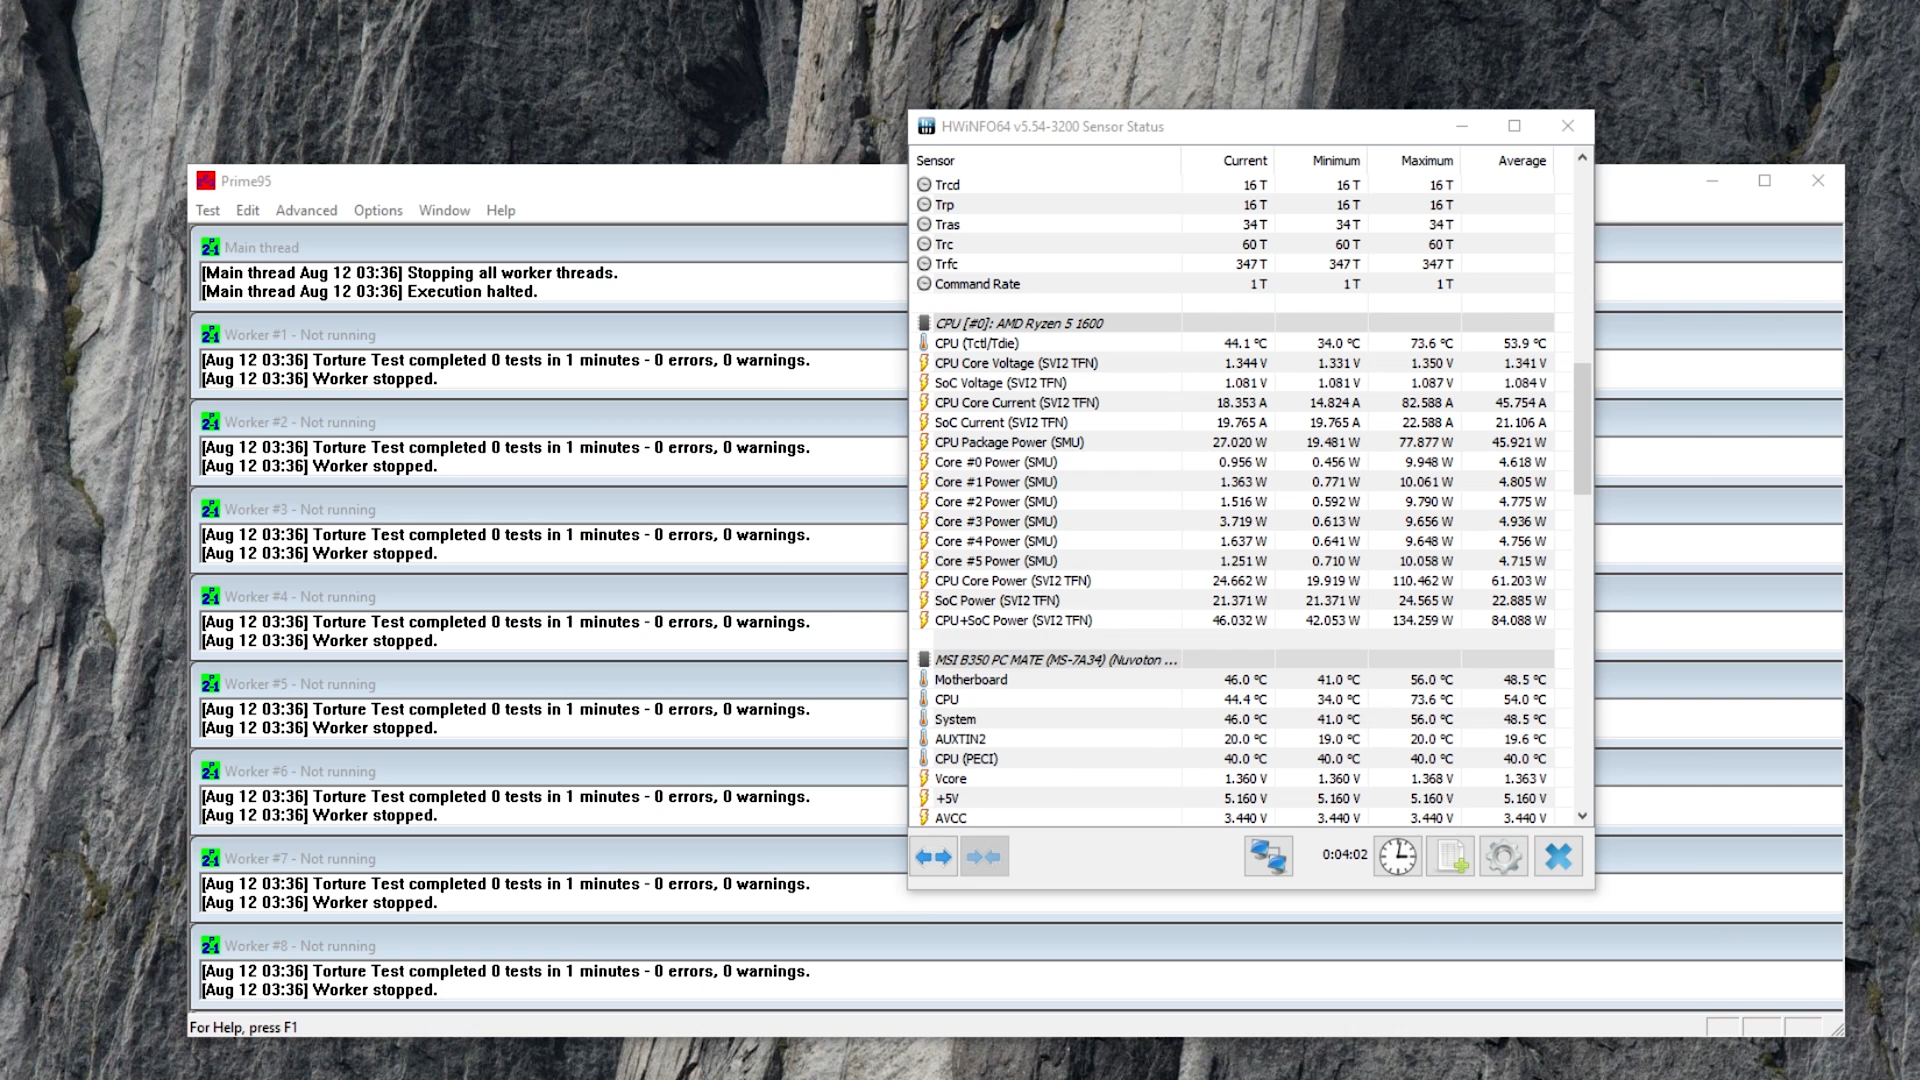 HWiNFO64 v5.54-3200 Sensor Status
Sensor Current Minimum Maximum Average
Trcd 16 T 16 T 16 T
Trp 16 T 16 T 16 T
Tras 34 T 34 T 34 T
Trc 60 T 60 T 60 T
Trfc 347 T 347 T 347 T
Command Rate 1 T 1 T 1 T
CPU [#0]: AMD Ryzen 5 1600
CPU (Tctl/Tdie) 44.1 °C 34.0 °C 73.6 °C 53.9 °C
CPU Core Voltage (SVI2 TFN) 1.344 V 1.331 V 1.350 V 1.341 V
SoC Voltage (SVI2 TFN) 1.081 V 1.081 V 1.087 V 1.084 V
CPU Core Current (SVI2 TFN) 18.353 A 14.824 A 82.588 A 45.754 A
SoC Current (SVI2 TFN) 19.765 A 19.765 A 22.588 A 21.106 A
CPU Package Power (SMU) 27.020 W 19.481 W 77.877 W 45.921 W
Core #0 Power (SMU) 0.956 W 0.456 W 9.948 W 4.618 W
Core #1 Power (SMU) 1.363 W 0.771 W 10.061 W 4.805 W
Core #2 Power (SMU) 1.516 W 0.592 W 9.790 W 4.775 W
Core #3 Power (SMU) 3.719 W 0.613 W 9.656 W 4.936 W
Core #4 Power (SMU) 1.637 W 0.641 W 9.648 W 4.756 W
Core #5 Power (SMU) 1.251 W 0.710 W 10.058 W 4.715 W
CPU Core Power (SVI2 TFN) 24.662 W 19.919 W 110.462 W 61.203 W
SoC Power (SVI2 TFN) 21.371 W 21.371 W 24.565 W 22.885 W
CPU+SoC Power (SVI2 TFN) 46.032 W 42.053 W 134.259 W 84.088 W
MSI B350 PC MATE (MS-7A34) (Nuvoton ...
Motherboard 46.0 °C 41.0 °C 56.0 °C 48.5 °C
CPU 44.4 °C 34.0 °C 73.6 °C 54.0 °C
System 46.0 °C 41.0 °C 56.0 °C 48.5 °C
AUXTIN2 20.0 °C 19.0 °C 20.0 °C 19.6 °C
CPU (PECI) 40.0 °C 40.0 °C 40.0 °C 40.0 °C
Vcore 1.360 V 1.360 V 1.368 V 1.363 V
+5V 5.160 V 5.160 V 5.160 V 5.160 V
AVCC 3.440 V 3.440 V 3.440 V 3.440 V
0:04:02
Prime95
Test Edit Advanced Options Window Help
Main thread
[Main thread Aug 12 03:36] Stopping all worker threads.
[Main thread Aug 12 03:36] Execution halted.
Worker #1 - Not running
[Aug 12 03:36] Torture Test completed 0 tests in 1 minutes - 0 errors, 0 warnings.
[Aug 12 03:36] Worker stopped.
Worker #2 - Not running
[Aug 12 03:36] Torture Test completed 0 tests in 1 minutes - 0 errors, 0 warnings.
[Aug 12 03:36] Worker stopped.
Worker #3 - Not running
[Aug 12 03:36] Torture Test completed 0 tests in 1 minutes - 0 errors, 0 warnings.
[Aug 12 03:36] Worker stopped.
Worker #4 - Not running
[Aug 12 03:36] Torture Test completed 0 tests in 1 minutes - 0 errors, 0 warnings.
[Aug 12 03:36] Worker stopped.
Worker #5 - Not running
[Aug 12 03:36] Torture Test completed 0 tests in 1 minutes - 0 errors, 0 warnings.
[Aug 12 03:36] Worker stopped.
Worker #6 - Not running
[Aug 12 03:36] Torture Test completed 0 tests in 1 minutes - 0 errors, 0 warnings.
[Aug 12 03:36] Worker stopped.
Worker #7 - Not running
[Aug 12 03:36] Torture Test completed 0 tests in 1 minutes - 0 errors, 0 warnings.
[Aug 12 03:36] Worker stopped.
Worker #8 - Not running
[Aug 12 03:36] Torture Test completed 0 tests in 1 minutes - 0 errors, 0 warnings.
[Aug 12 03:36] Worker stopped.
For Help, press F1